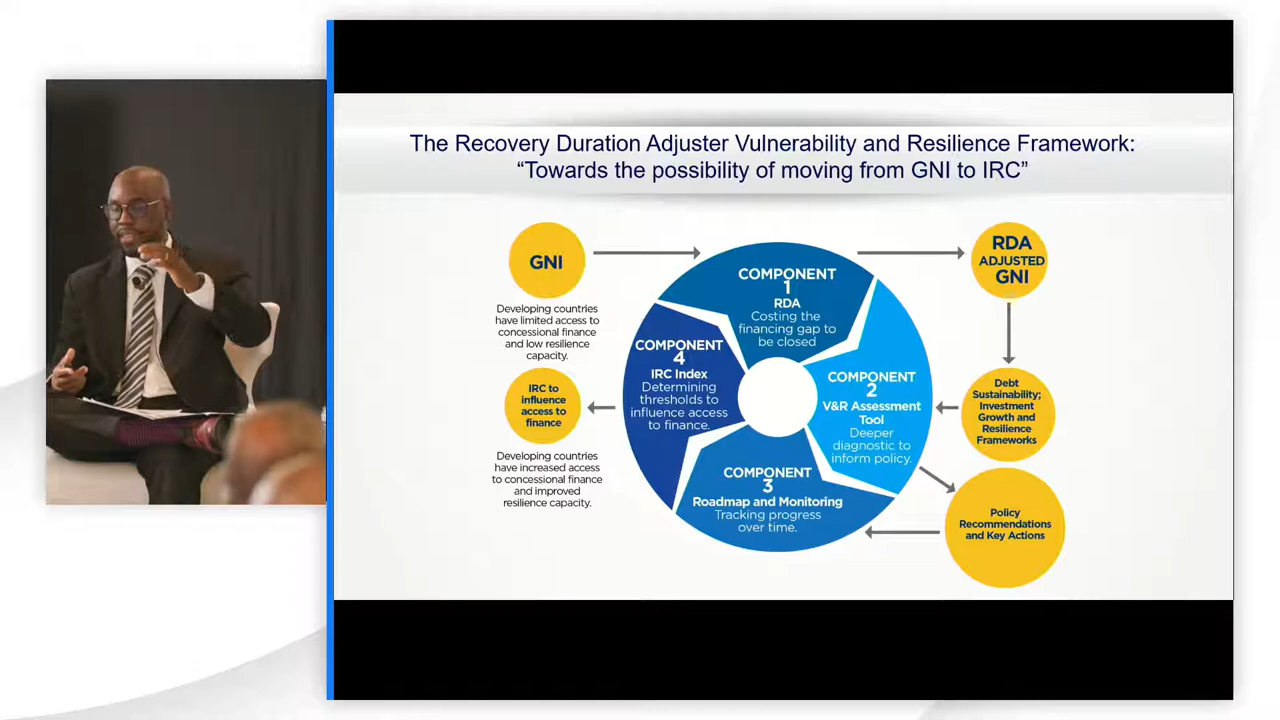 The Recovery Duration Adjuster Vulnerability and Resilience Framework:
“Towards the possibility of moving from GNI to IRC”
GNI
Developing countries
have limited access to
concessional finance
and low resilience
capacity.
COMPONENT
1
RDA
Costing the
financing gap to
be closed
RDA
ADJUSTED
GNI
Debt
Sustainability;
Investment
Growth and
Resilience
Frameworks
COMPONENT
2
V&R Assessment
Tool
Deeper
diagnostic to
inform policy.
Policy
Recommendations
and Key Actions
COMPONENT
3
Roadmap and Monitoring
Tracking progress
over time.
COMPONENT
4
IRC Index
Determining
thresholds to
influence access
to finance.
IRC to
influence
access to
finance
Developing countries
have increased access
to concessional finance
and improved
resilience capacity.